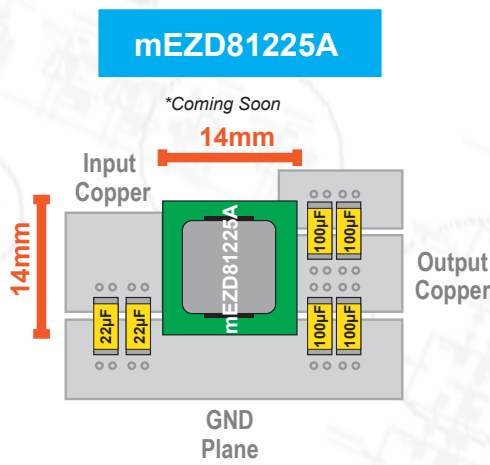 mEZD81225A
*Coming Soon
14mm
Input
Copper
14mm
mEZD81225A
100µF
100µF
Output
Copper
22µF
22µF
100µF
100µF
GND
Plane